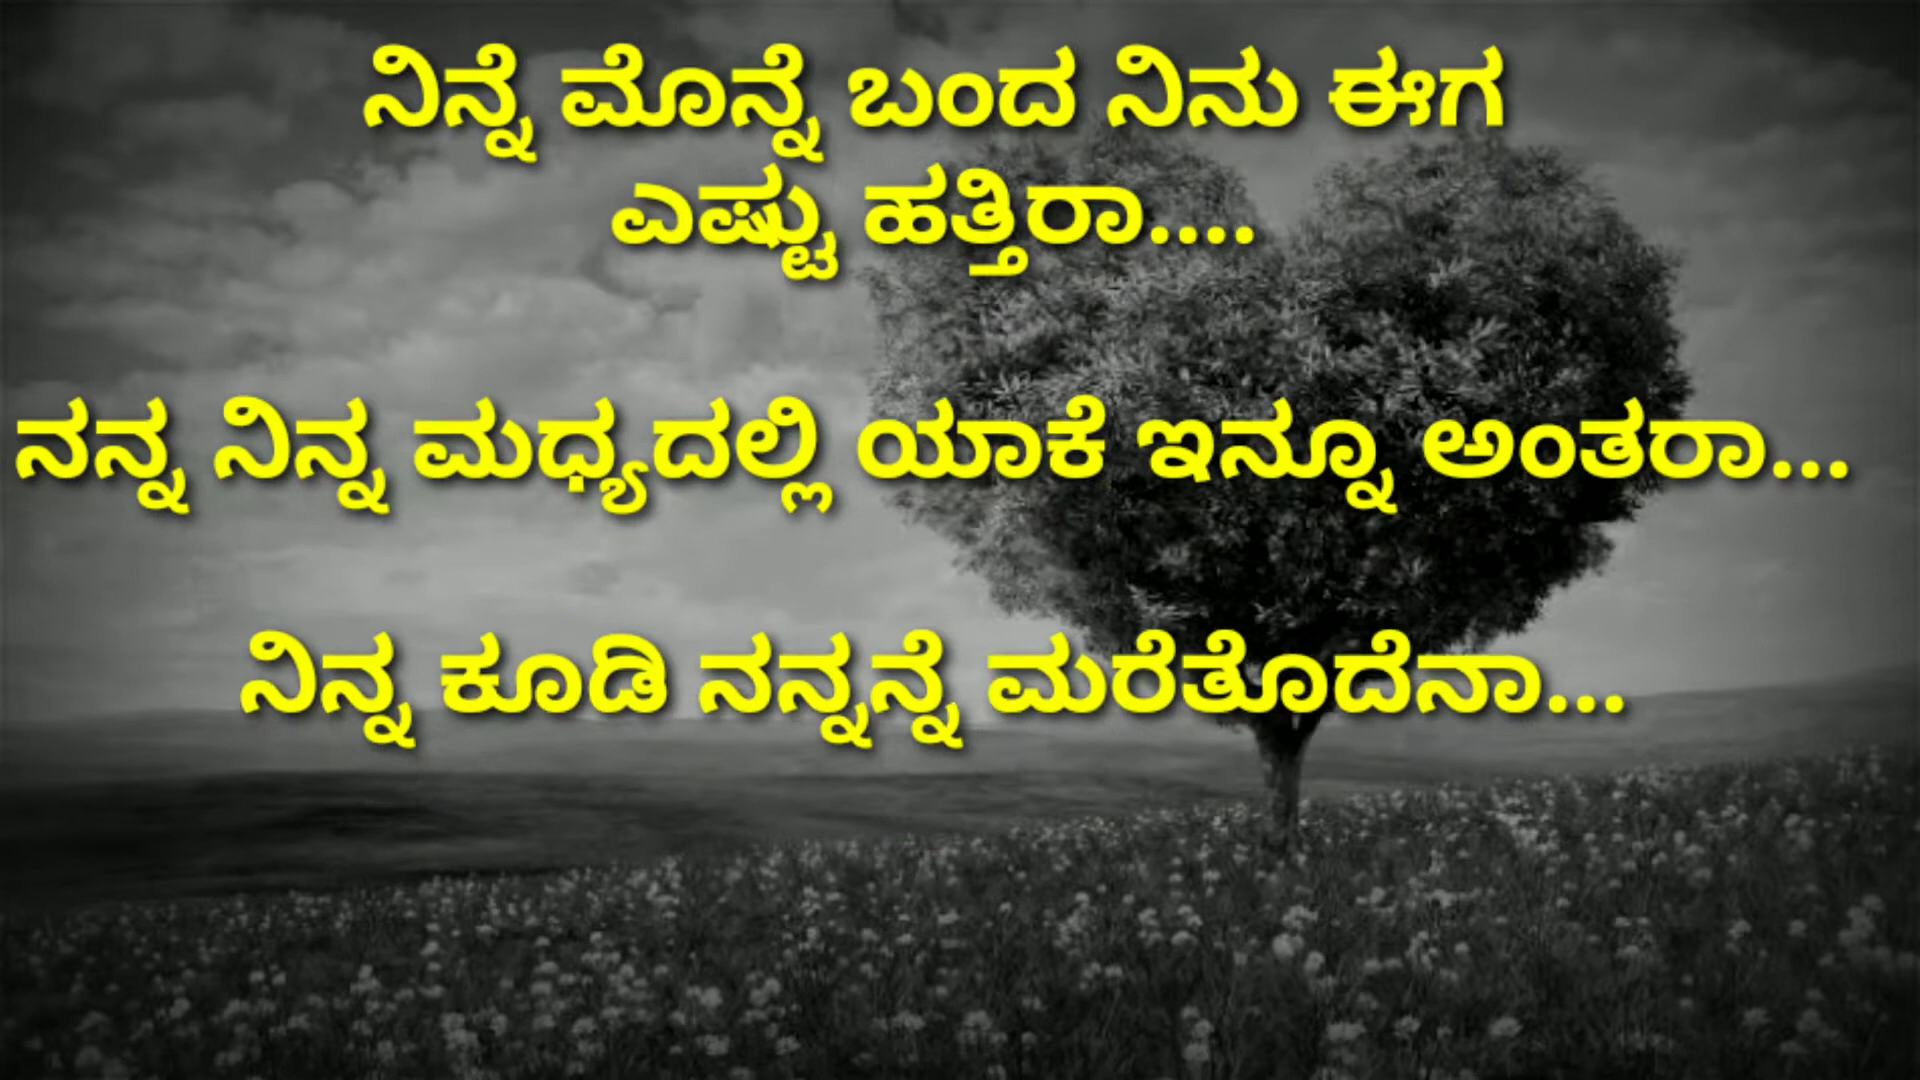 ನಿನ್ನೆ ಮೊನ್ನೆ ಬಂದ ನಿನು ಈಗ
ಎಷ್ಟು ಹತ್ತಿರಾ....
ನನ್ನ ನಿನ್ನ ಮಧ್ಯದಲ್ಲಿ ಯಾಕೆ ಇನ್ನೂ ಅಂತರಾ...
ನಿನ್ನ ಕೂಡಿ ನನ್ನನ್ನೆ ಮರೆತೊದೆನಾ...